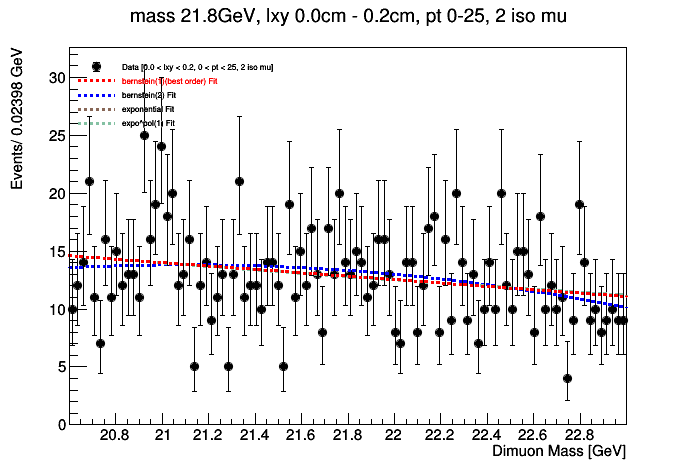 mass 21.8GeV, lxy 0.0cm - 0.2cm, pt 0-25, 2 iso mu
Events/ 0.02398 GeV
Data [0.0 < lxy < 0.2, 0 < pt < 25, 2 iso mu]
bernstein(1)(best order) Fit
bernstein(2) Fit
exponential Fit
expo*pol(1) Fit
30
25
20
15
10
5
0
20.8 21 21.2 21.4 21.6 21.8 22 22.2 22.4 22.6 22.8
Dimuon Mass [GeV]